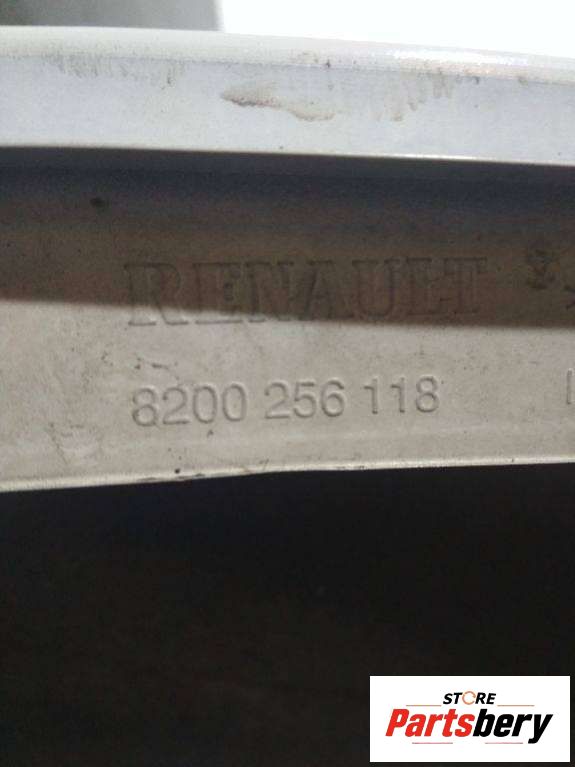 RENAULT
8200 256 118
STORE
Partsbery